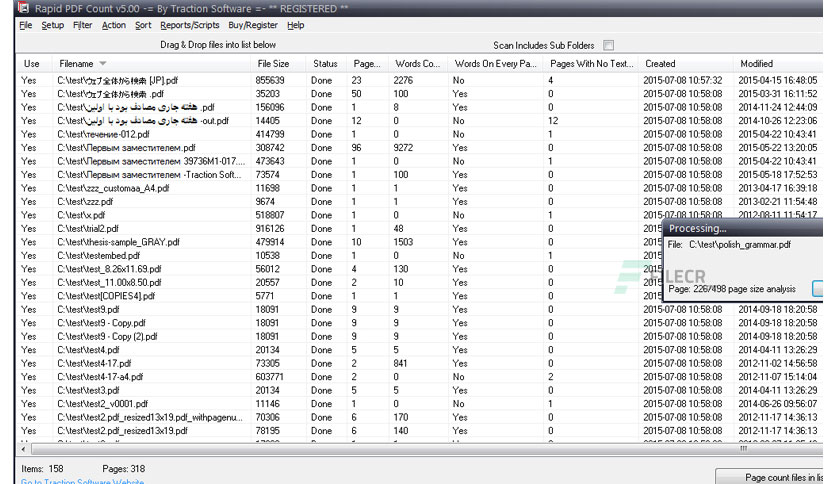 Rapid PDF Count v5.00 -= By Traction Software =- ** REGISTERED **
File Setup Filter Action Sort Reports/Scripts Buy/Register Help
Drag & Drop files into list below Scan Includes Sub Folders
Use Filename File Size Status Page... Words Co... Words On Every Pa... Pages With No Text... Created Modified
Yes C:\test\ウェブ全体から検索 [JP].pdf 855639 Done 23 2276 No 4 2015-07-08 10:57:32 2015-04-15 16:48:05
Yes C:\test\ウェブ全体から検索 .pdf 35203 Done 50 100 Yes 0 2015-07-08 10:58:08 2015-03-31 16:11:52
Yes C:\test\هفته جاری مصادف بود با اولین .pdf 156096 Done 1 8 Yes 0 2015-07-08 10:58:08 2014-11-24 12:44:09
Yes C:\test\هفته جاری مصادف بود با اولین -out.pdf 14405 Done 12 0 No 12 2015-07-08 10:58:08 2014-10-26 12:23:06
Yes C:\test\течение-012.pdf 414799 Done 1 0 No 1 2015-07-08 10:58:08 2015-04-22 10:43:41
Yes C:\test\Первым заместителем.pdf 308742 Done 96 9272 Yes 0 2015-07-08 10:58:08 2015-05-22 13:20:05
Yes C:\test\Первым заместителем 39736M1-017.... 473643 Done 1 0 No 1 2015-07-08 10:58:08 2015-04-22 10:43:41
Yes C:\test\Первым заместителем -Traction Soft... 73574 Done 1 100 Yes 0 2015-07-08 10:58:08 2015-05-18 17:52:53
Yes C:\test\zzz_customaa_A4.pdf 11698 Done 1 1 Yes 0 2015-07-08 10:58:08 2013-04-17 16:39:18
Yes C:\test\zzz.pdf 9674 Done 1 1 Yes 0 2015-07-08 10:58:08 2013-02-21 11:54:48
Yes C:\test\x.pdf 518807 Done 1 0 No 1 2015-07-08 10:58:08 2012-08-11 11:54:17
Yes C:\test\trial2.pdf 916126 Done 1 48 Yes 0 2015-0
Yes C:\test\thesis-sample_GRAY.pdf 479914 Done 10 1503 Yes 0 2015-0
Yes C:\test\testembed.pdf 10538 Done 1 0 No 1 2015-0
Yes C:\test\test_8.26x11.69.pdf 56012 Done 4 130 Yes 0 2015-0
Yes C:\test\test_11.00x8.50.pdf 20557 Done 2 10 Yes 0 2015-0
Yes C:\test\test[COPIES4].pdf 5771 Done 1 1 Yes 0 2015-0
Processing...
File: C:\test\polish_grammar.pdf
Page: 226/498 page size analysis
FILECR
Yes C:\test\test9.pdf 18091 Done 9 9 Yes 0 2015-07-08 10:58:08 2014-09-18 18:20:58
Yes C:\test\test9 - Copy.pdf 18091 Done 9 9 Yes 0 2015-07-08 10:58:08 2014-09-18 18:20:58
Yes C:\test\test9 - Copy (2).pdf 18091 Done 9 9 Yes 0 2015-07-08 10:58:08 2014-09-18 18:20:58
Yes C:\test\test4.pdf 20134 Done 5 5 Yes 0 2015-07-08 10:58:08 2014-04-11 13:26:29
Yes C:\test\test4-17.pdf 73305 Done 2 841 Yes 0 2015-07-08 10:58:08 2012-11-02 14:56:58
Yes C:\test\test4-17-a4.pdf 603771 Done 2 0 No 2 2015-07-08 10:58:08 2012-11-07 15:14:04
Yes C:\test\test3.pdf 20134 Done 5 5 Yes 0 2015-07-08 10:58:08 2014-04-11 13:26:29
Yes C:\test\test2_v0001.pdf 11146 Done 1 0 No 1 2015-07-08 10:58:08 2014-06-26 09:56:07
Yes C:\test\test2.pdf_resized13x19.pdf_withpagenu... 70306 Done 6 170 Yes 0 2015-07-08 10:58:08 2012-11-17 14:36:13
Yes C:\test\test2.pdf_resized13x19.pdf 78195 Done 6 140 Yes 0 2015-07-08 10:58:08 2012-11-17 14:36:13
Items: 158 Pages: 318
Go to Traction Software Website
Page count files in lis